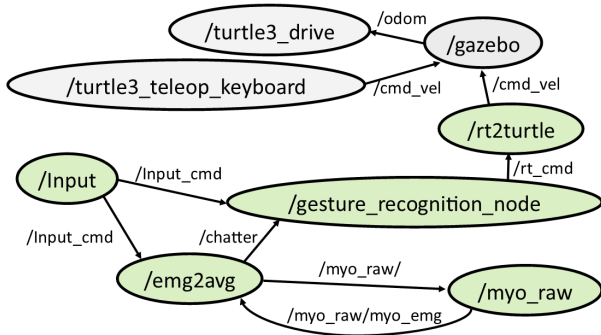 /odom
/turtle3_drive
/gazebo
/turtle3_teleop_keyboard
/cmd_vel
/cmd_vel
/rt2turtle
/rt_cmd
/Input
/Input_cmd
/gesture_recognition_node
/Input_cmd
/chatter
/emg2avg
/myo_raw/
/myo_raw
/myo_raw/myo_emg